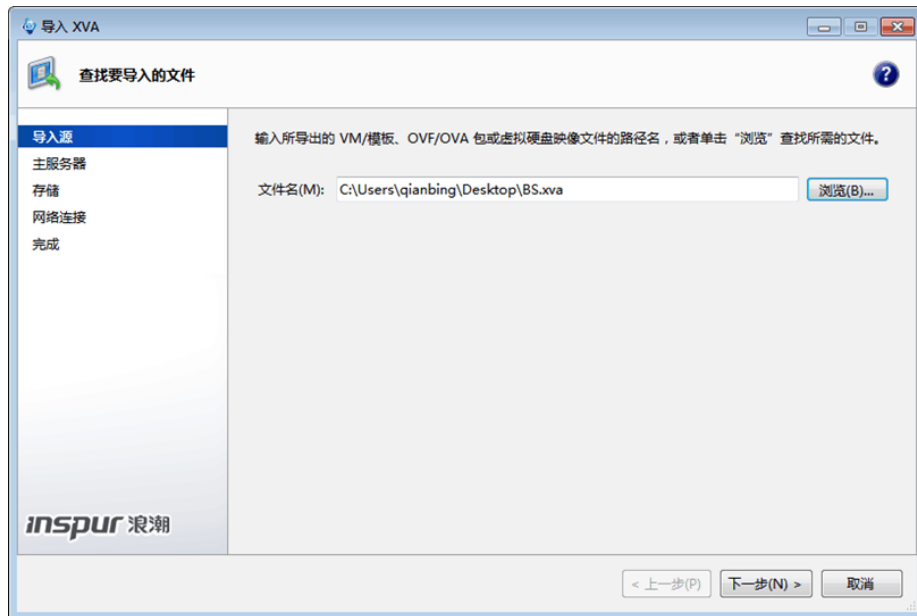 导入 XVA
查找要导入的文件
?
导入源
主服务器
存储
网络连接
完成
输入所导出的 VM/模板、OVF/OVA 包或虚拟硬盘映像文件的路径名，或者单击“浏览”查找所需的文件。
文件名(M): C:\Users\qianbing\Desktop\BS.xva 浏览(B)...
inspur 浪潮
< 上一步(P) 下一步(N) > 取消